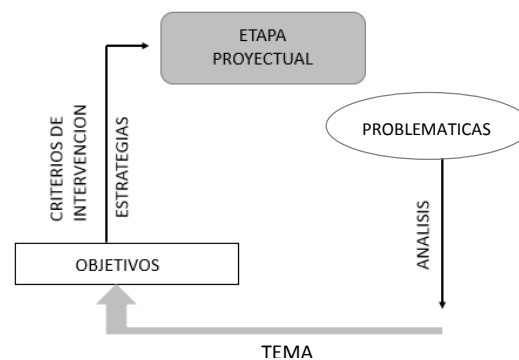 ETAPA
PROYECTUAL
PROBLEMATICAS
CRITERIOS DE
INTERVENCION
ESTRATEGIAS
ANALISIS
OBJETIVOS
TEMA